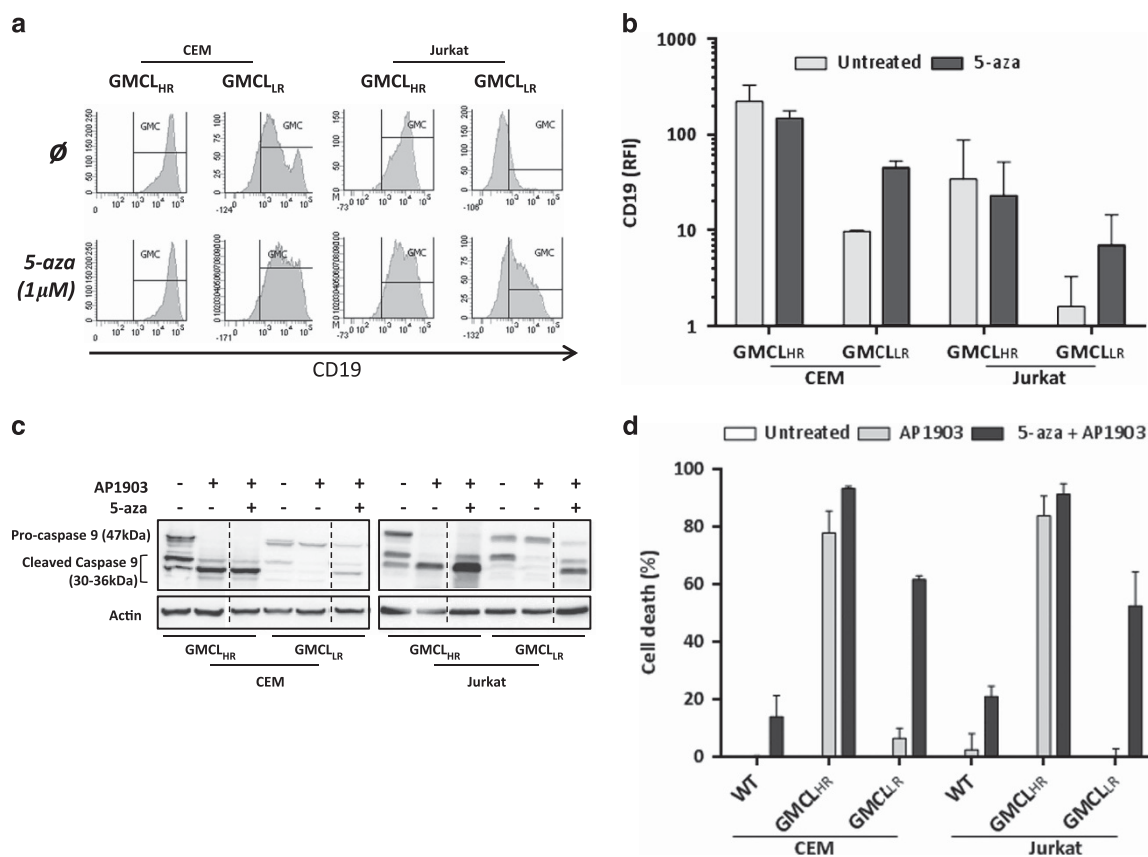 a
CEM
Jurkat
GMCLHR GMCLLR GMCLHR GMCLLR
Ø
GMC GMC GMC GMC
5-aza
(1µM)
GMC GMC GMC GMC
CD19
b
1000
100
10
1
CD19 (RFI)
Untreated 5-aza
GMCLHR GMCLLR GMCLHR GMCLLR
CEM Jurkat
c
AP1903 - + + - + + - + + - + +
5-aza - - + - - + - - + - - +
Pro-caspase 9 (47kDa)
Cleaved Caspase 9
(30-36kDa)
Actin
GMCLHR GMCLLR GMCLHR GMCLLR
CEM Jurkat
d
Untreated AP1903 5-aza + AP1903
100
80
60
40
20
0
Cell death (%)
WT GMCLHR GMCLLR WT GMCLHR GMCLLR
CEM Jurkat